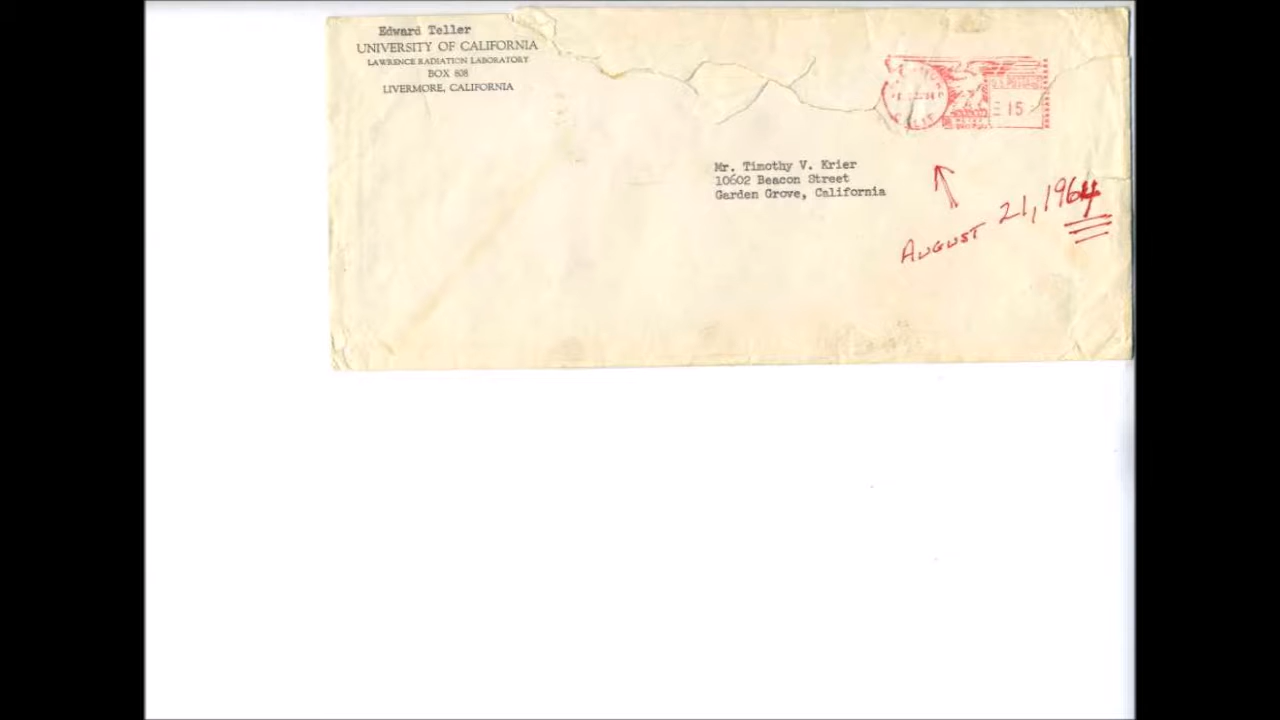 Edward Teller
UNIVERSITY OF CALIFORNIA
LAWRENCE RADIATION LABORATORY
BOX 808
LIVERMORE, CALIFORNIA
CALIF
15
Mr. Timothy V. Krier
10602 Beacon Street
Garden Grove, California
AUGUST 21, 1964